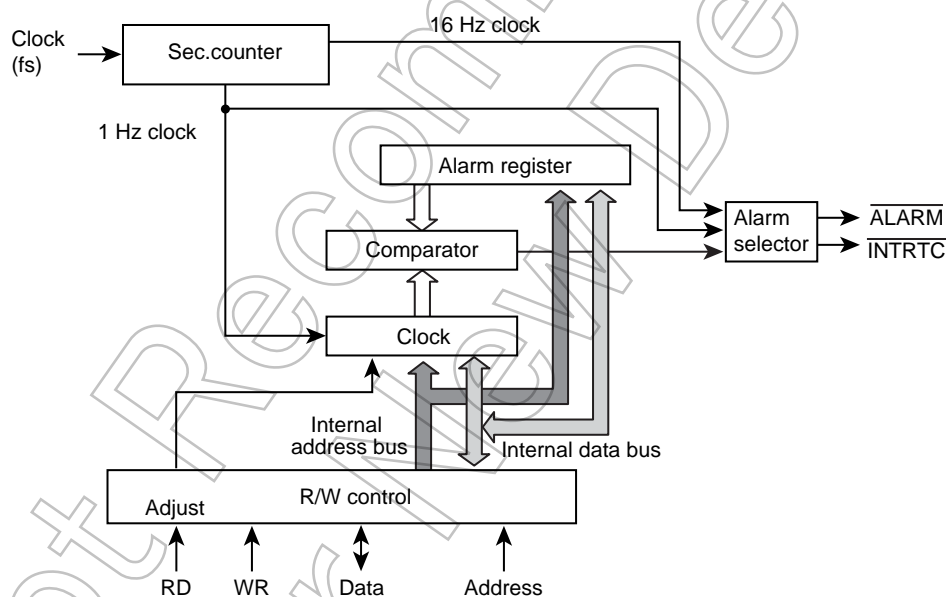 16 Hz clock
Clock
(fs)
Sec.counter
1 Hz clock
Alarm register
Alarm
selector
ALARM
INTRTC
Comparator
Clock
Internal
address bus
Internal data bus
R/W control
Adjust
RD
WR
Data
Address